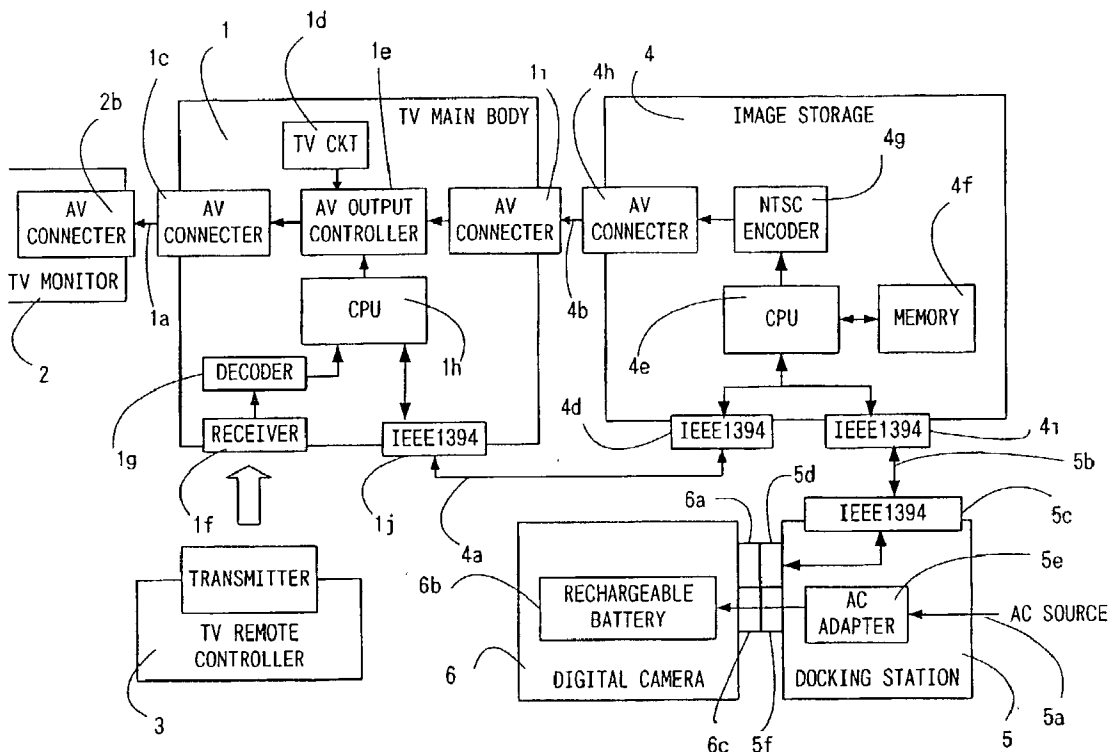 1d
1
1c
1e
1ı
4h
4
2b
TV MAIN BODY
IMAGE STORAGE
TV CKT
4g
4f
AV
CONNECTER
AV
CONNECTER
AV OUTPUT
CONTROLLER
AV
CONNECTER
AV
CONNECTER
NTSC
ENCODER
TV MONITOR
1a
CPU
4b
CPU
MEMORY
2
1h
4e
DECODER
4d
RECEIVER
IEEE1394
IEEE1394
IEEE1394
4ı
1g
5b
5d
6a
IEEE1394
5c
1f
1j
4a
TRANSMITTER
6b
5e
RECHARGEABLE
BATTERY
AC
ADAPTER
AC SOURCE
TV REMOTE
CONTROLLER
6
DIGITAL CAMERA
DOCKING STATION
3
6c
5f
5
5a